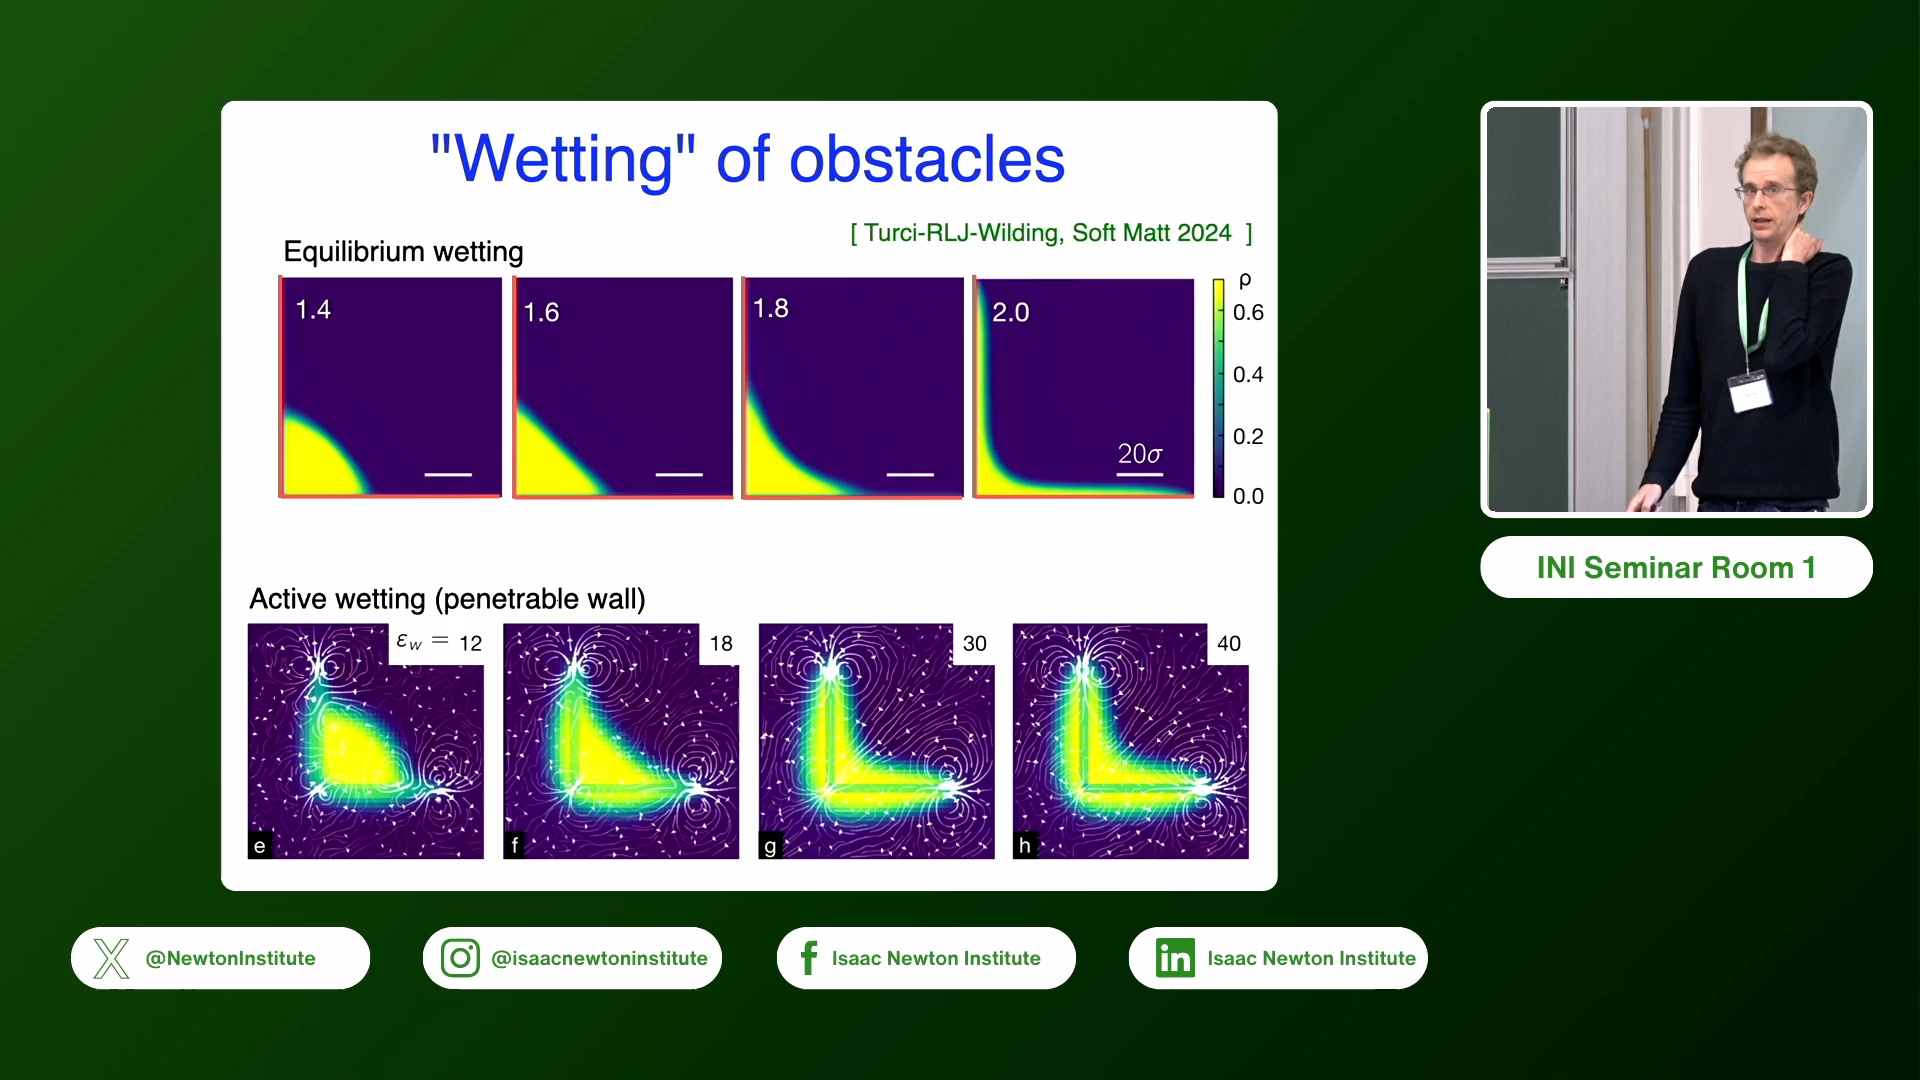 "Wetting" of obstacles
[ Turci-RLJ-Wilding, Soft Matt 2024 ]
Equilibrium wetting
1.4
1.6
1.8
2.0
20σ
ρ
0.6
0.4
0.2
0.0
Active wetting (penetrable wall)
εw = 12
18
30
40
e
f
g
h
INI Seminar Room 1
@NewtonInstitute
@isaacnewtoninstitute
Isaac Newton Institute
Isaac Newton Institute